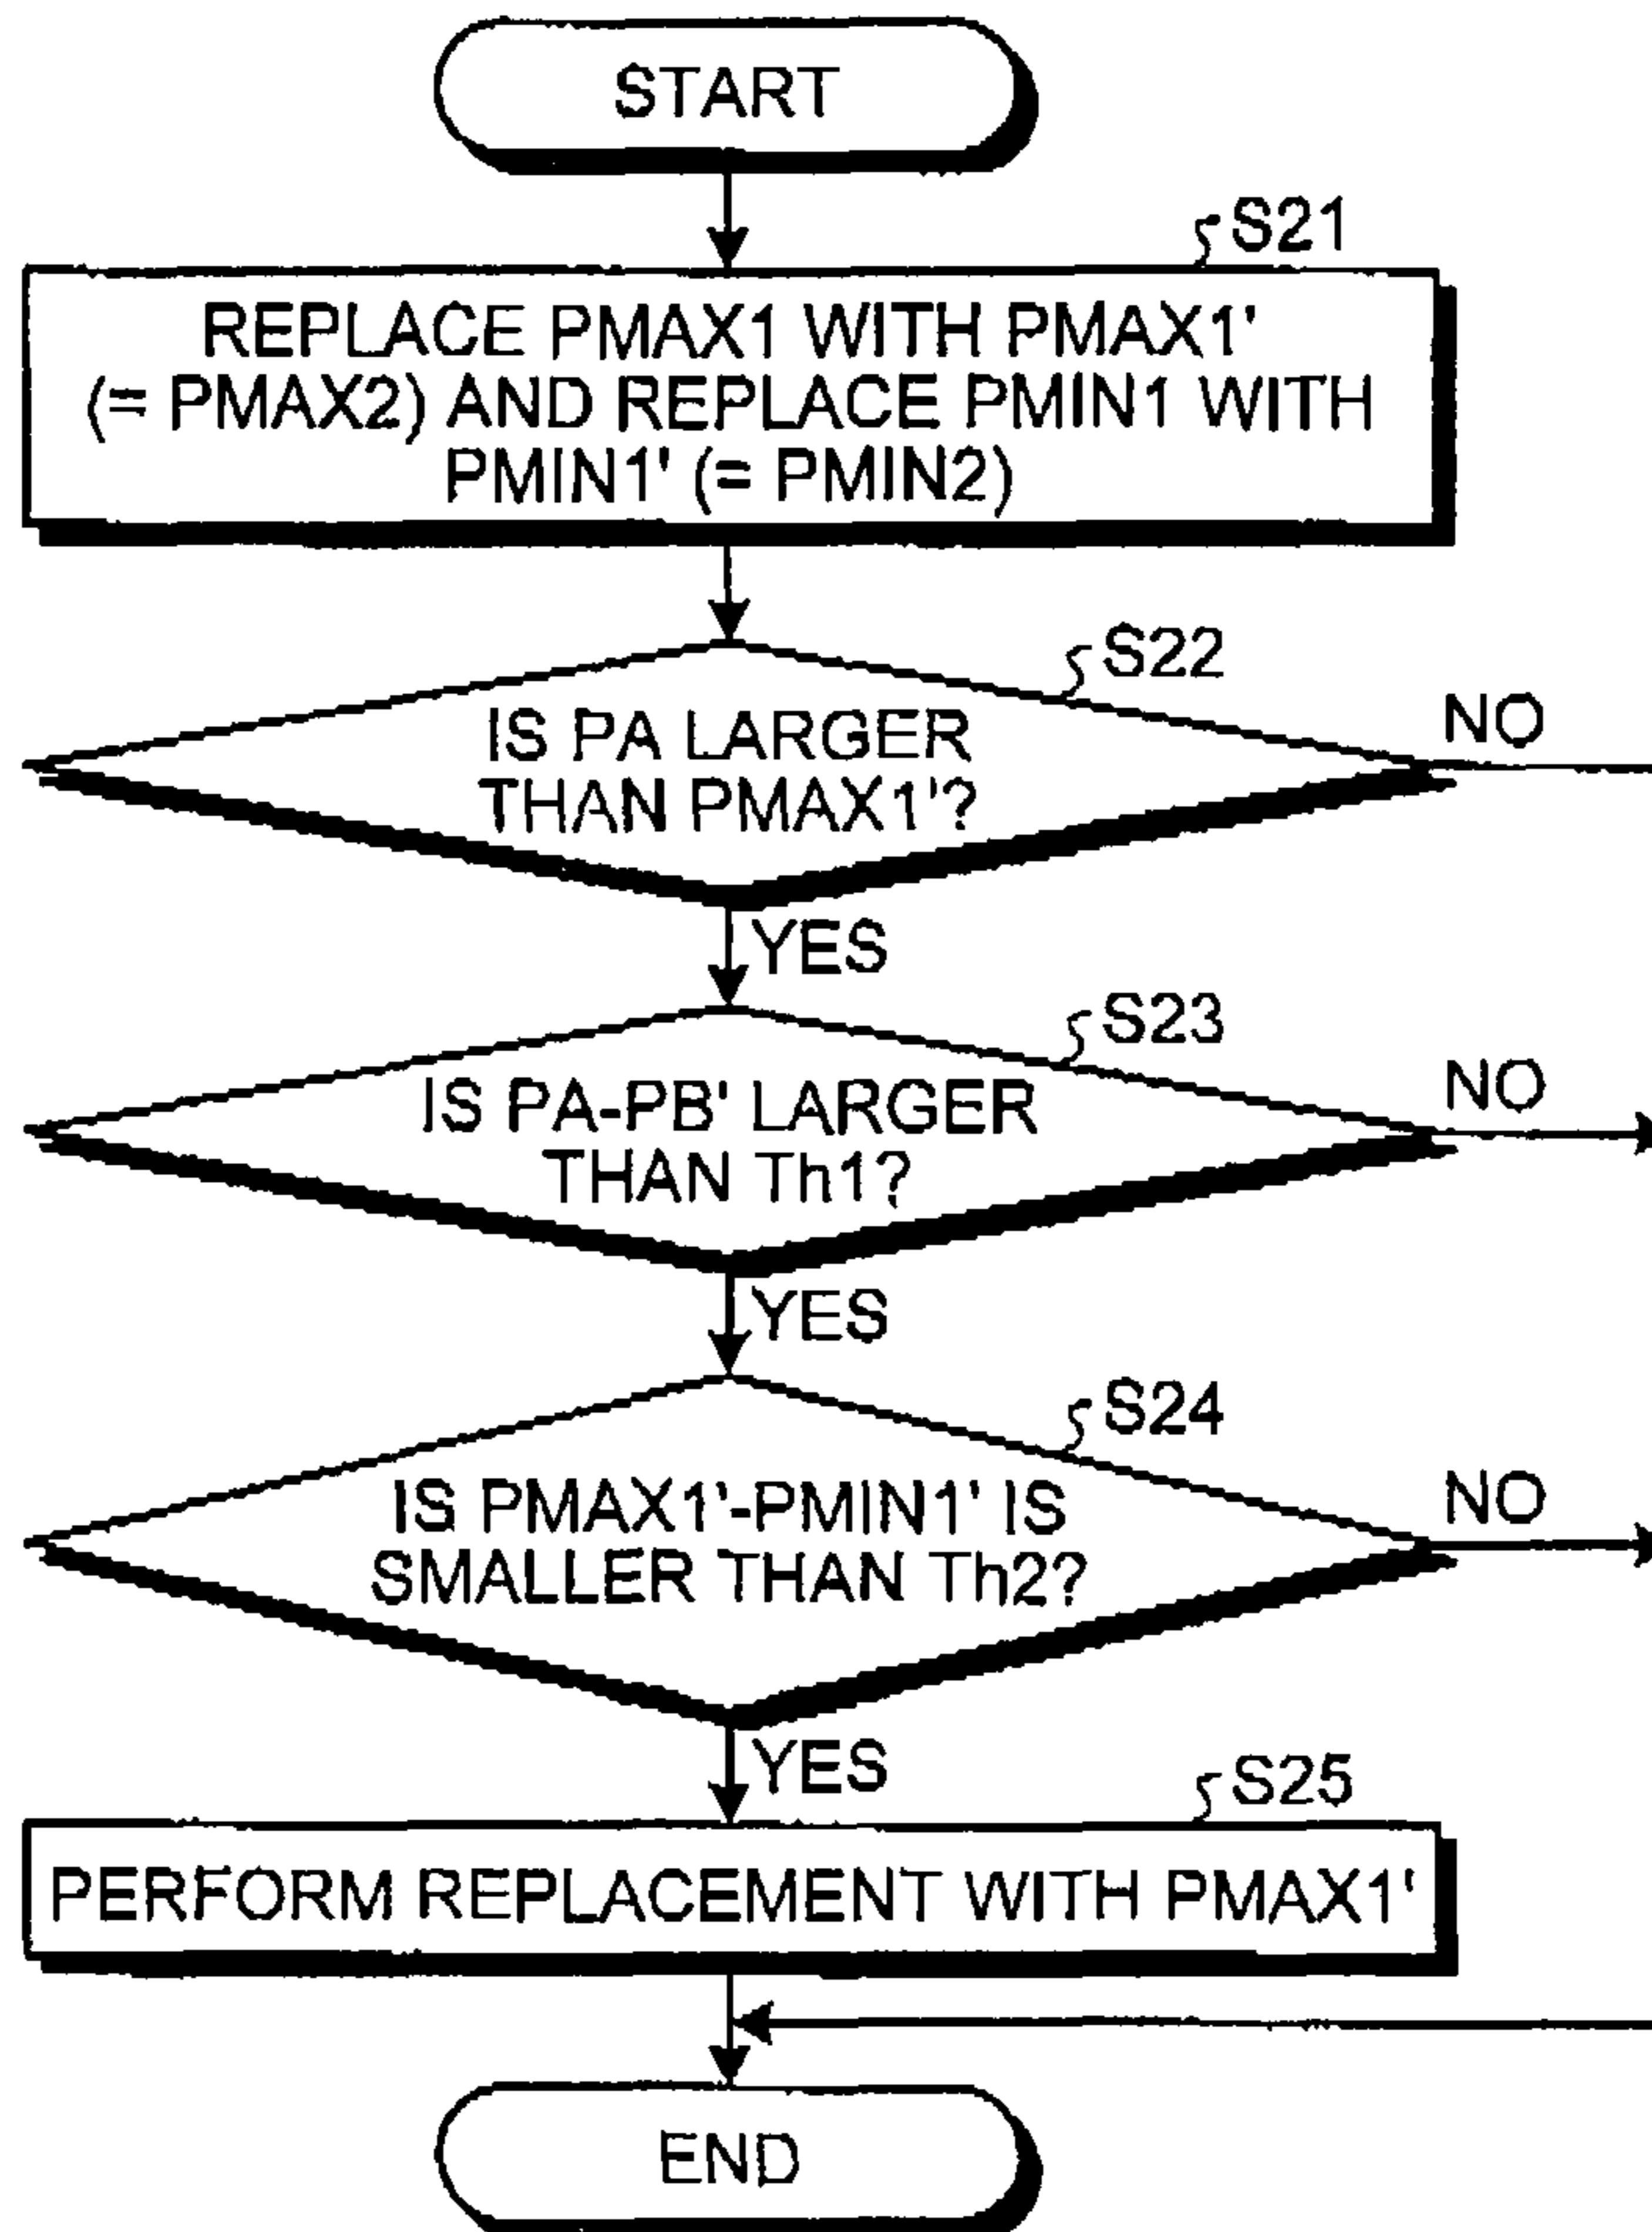 START
S21
REPLACE PMAX1 WITH PMAX1'
(= PMAX2) AND REPLACE PMIN1 WITH
PMIN1' (= PMIN2)
S22
IS PA LARGER
THAN PMAX1'?
NO
YES
S23
IS PA-PB' LARGER
THAN Th1?
NO
YES
S24
IS PMAX1'-PMIN1' IS
SMALLER THAN Th2?
NO
YES
S25
PERFORM REPLACEMENT WITH PMAX1'
END